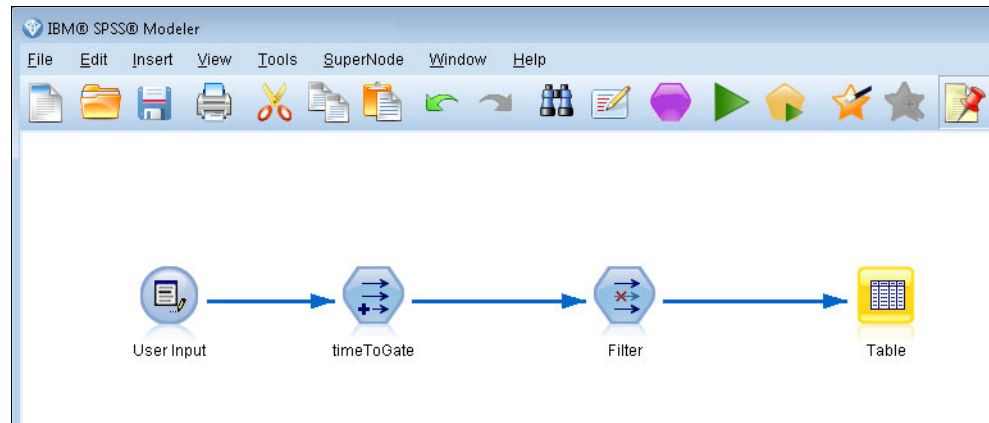 IBM® SPSS® Modeler
File Edit Insert View Tools SuperNode Window Help
User Input timeToGate Filter Table